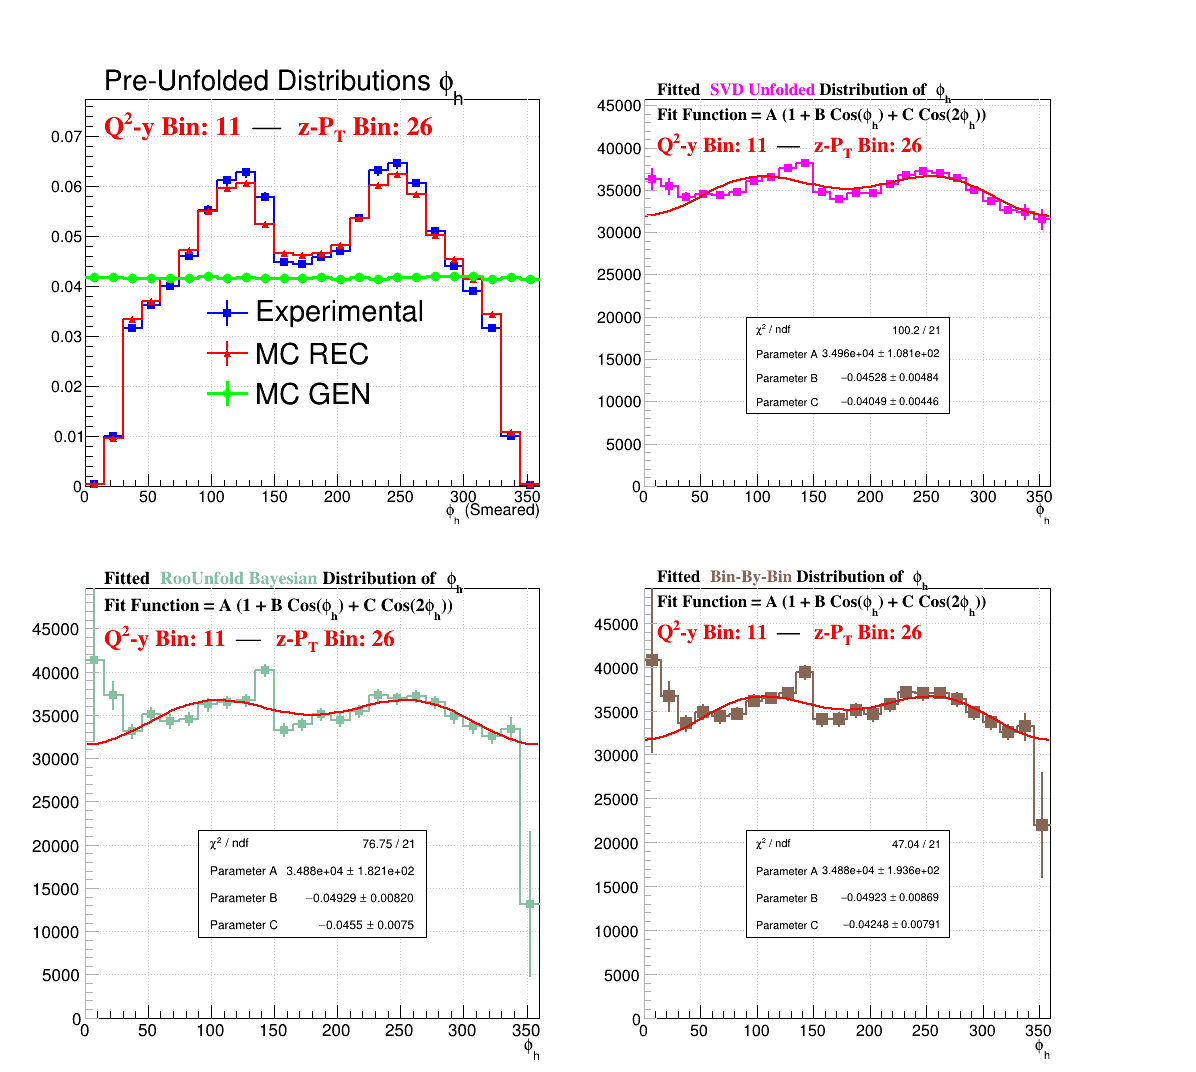 Pre-Unfolded Distributions ϕh
Q2-y Bin: 11 — z-PT Bin: 26
0.07
0.06
0.05
0.04
0.03
0.02
0.01
0
Experimental
MC REC
MC GEN
0 50 100 150 200 250 300 350
ϕh (Smeared)
Fitted SVD Unfolded Distribution of ϕh
Fit Function = A (1 + B Cos(ϕh) + C Cos(2ϕh))
Q2-y Bin: 11 — z-PT Bin: 26
45000
40000
35000
30000
25000
20000
15000
10000
5000
0
χ2 / ndf 100.2 / 21
Parameter A 3.496e+04 ± 1.081e+02
Parameter B −0.04528 ± 0.00484
Parameter C −0.04049 ± 0.00446
0 50 100 150 200 250 300 350
ϕh
Fitted RooUnfold Bayesian Distribution of ϕh
Fit Function = A (1 + B Cos(ϕh) + C Cos(2ϕh))
Q2-y Bin: 11 — z-PT Bin: 26
45000
40000
35000
30000
25000
20000
15000
10000
5000
0
χ2 / ndf 76.75 / 21
Parameter A 3.488e+04 ± 1.821e+02
Parameter B −0.04929 ± 0.00820
Parameter C −0.0455 ± 0.0075
0 50 100 150 200 250 300 350
ϕh
Fitted Bin-By-Bin Distribution of ϕh
Fit Function = A (1 + B Cos(ϕh) + C Cos(2ϕh))
Q2-y Bin: 11 — z-PT Bin: 26
45000
40000
35000
30000
25000
20000
15000
10000
5000
0
χ2 / ndf 47.04 / 21
Parameter A 3.488e+04 ± 1.936e+02
Parameter B −0.04923 ± 0.00869
Parameter C −0.04248 ± 0.00791
0 50 100 150 200 250 300 350
ϕh